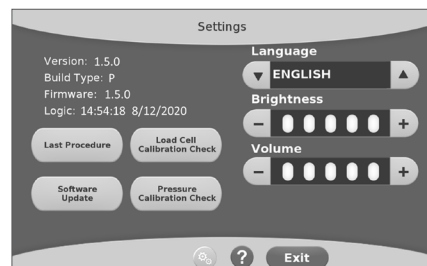 Settings
Version: 1.5.0
Build Type: P
Firmware: 1.5.0
Logic: 14:54:18 8/12/2020
Last Procedure
Load Cell
Calibration Check
Software
Update
Pressure
Calibration Check
Language
▼ ENGLISH ▲
Brightness
− +
Volume
− +
? Exit